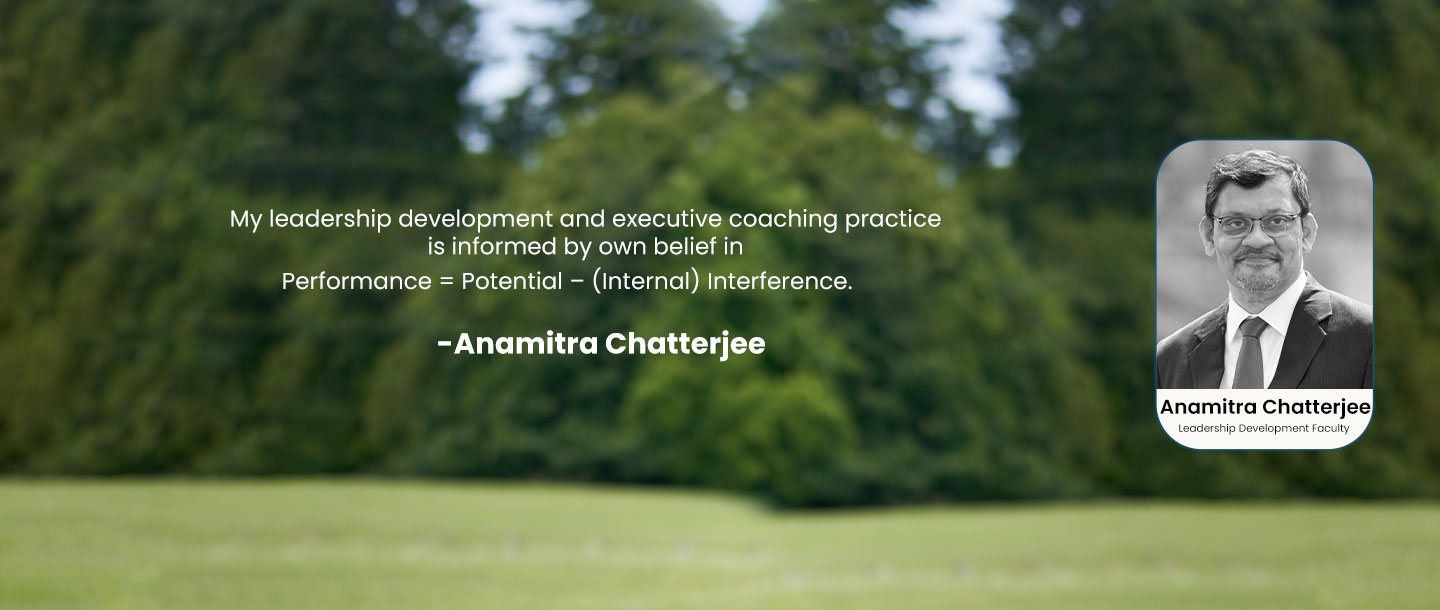 My leadership development and executive coaching practice
is informed by own belief in
Performance = Potential – (Internal) Interference.
-Anamitra Chatterjee
Anamitra Chatterjee
Leadership Development Faculty